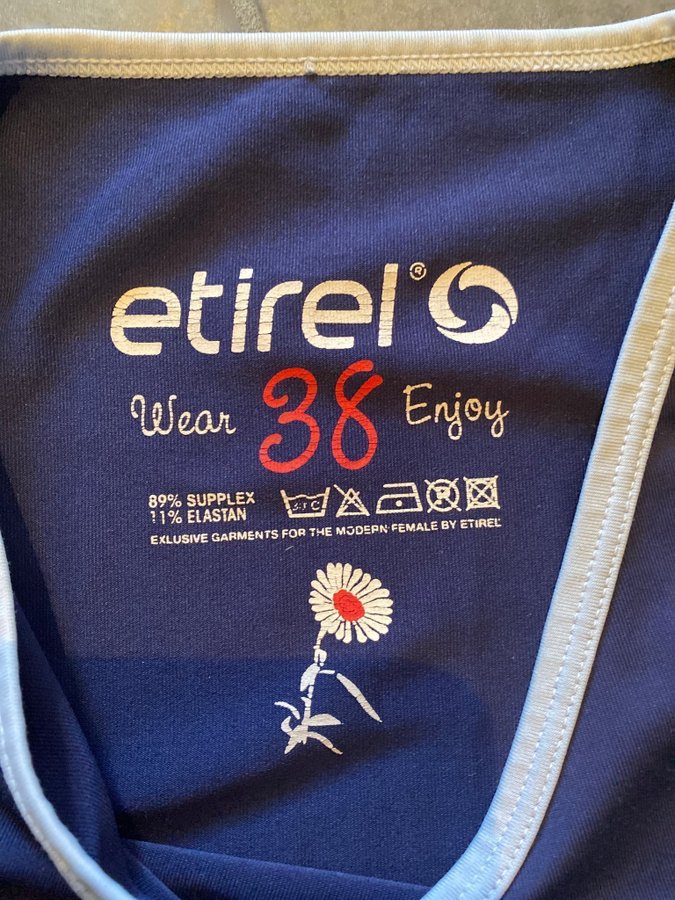 etirel®
Wear 38 Enjoy
89% SUPPLEX
11% ELASTAN
EXLUSIVE GARMENTS FOR THE MODERN FEMALE BY ETIREL